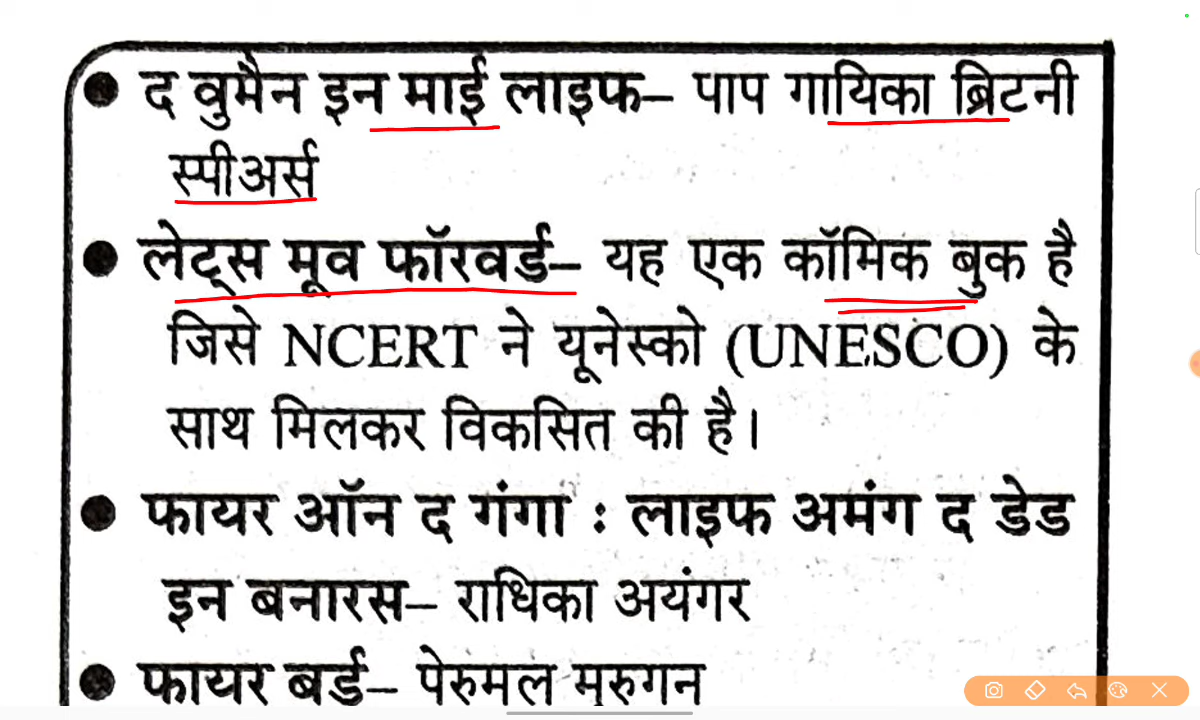 ● द वुमैन इन माई लाइफ– पाप गायिका ब्रिटनी
स्पीअर्स
● लेट्स मूव फॉरवर्ड– यह एक कॉमिक बुक है
जिसे NCERT ने यूनेस्को (UNESCO) के
साथ मिलकर विकसित की है।
● फायर ऑन द गंगा : लाइफ अमंग द डेड
इन बनारस– राधिका अयंगर
● फायर बर्ड– पेरुमल मुरुगन